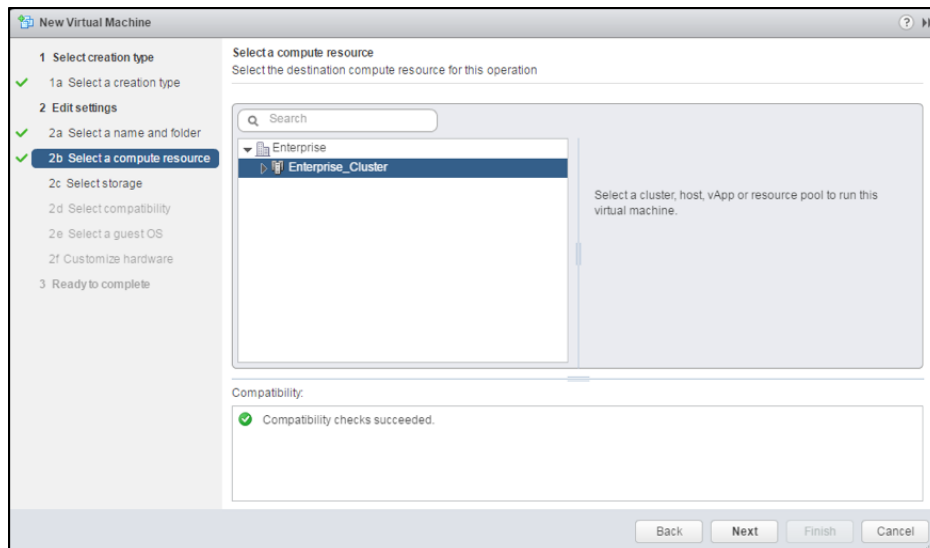 New Virtual Machine
?
1 Select creation type
1a Select a creation type
2 Edit settings
2a Select a name and folder
2b Select a compute resource
2c Select storage
2d Select compatibility
2e Select a guest OS
2f Customize hardware
3 Ready to complete
Select a compute resource
Select the destination compute resource for this operation
Search
Enterprise
Enterprise_Cluster
Select a cluster, host, vApp or resource pool to run this
virtual machine.
Compatibility:
Compatibility checks succeeded.
Back Next Finish Cancel